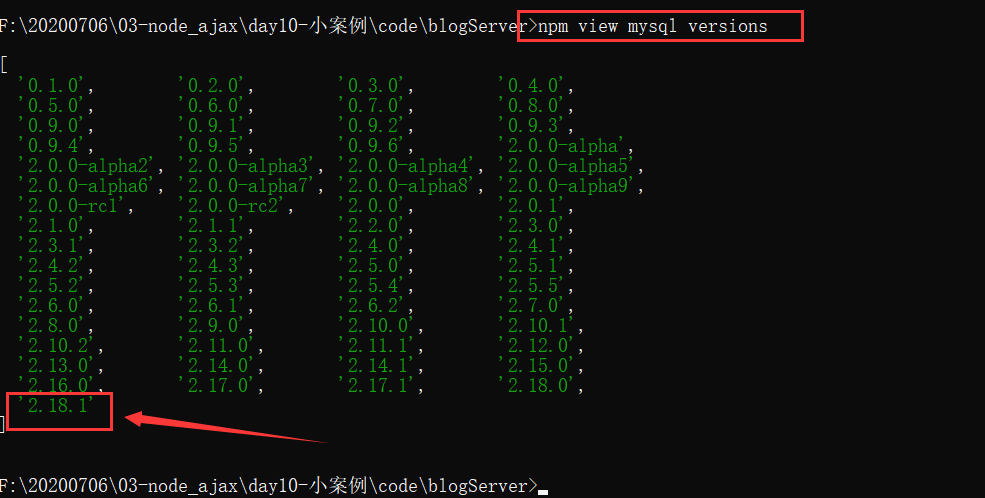 F:\20200706\03-node_ajax\day10-小案例\code\blogServer>npm view mysql versions
[
'0.1.0', '0.2.0', '0.3.0', '0.4.0',
'0.5.0', '0.6.0', '0.7.0', '0.8.0',
'0.9.0', '0.9.1', '0.9.2', '0.9.3',
'0.9.4', '0.9.5', '0.9.6', '2.0.0-alpha',
'2.0.0-alpha2', '2.0.0-alpha3', '2.0.0-alpha4', '2.0.0-alpha5',
'2.0.0-alpha6', '2.0.0-alpha7', '2.0.0-alpha8', '2.0.0-alpha9',
'2.0.0-rc1', '2.0.0-rc2', '2.0.0', '2.0.1',
'2.1.0', '2.1.1', '2.2.0', '2.3.0',
'2.3.1', '2.3.2', '2.4.0', '2.4.1',
'2.4.2', '2.4.3', '2.5.0', '2.5.1',
'2.5.2', '2.5.3', '2.5.4', '2.5.5',
'2.6.0', '2.6.1', '2.6.2', '2.7.0',
'2.8.0', '2.9.0', '2.10.0', '2.10.1',
'2.10.2', '2.11.0', '2.11.1', '2.12.0',
'2.13.0', '2.14.0', '2.14.1', '2.15.0',
'2.16.0', '2.17.0', '2.17.1', '2.18.0',
'2.18.1'
]
F:\20200706\03-node_ajax\day10-小案例\code\blogServer>